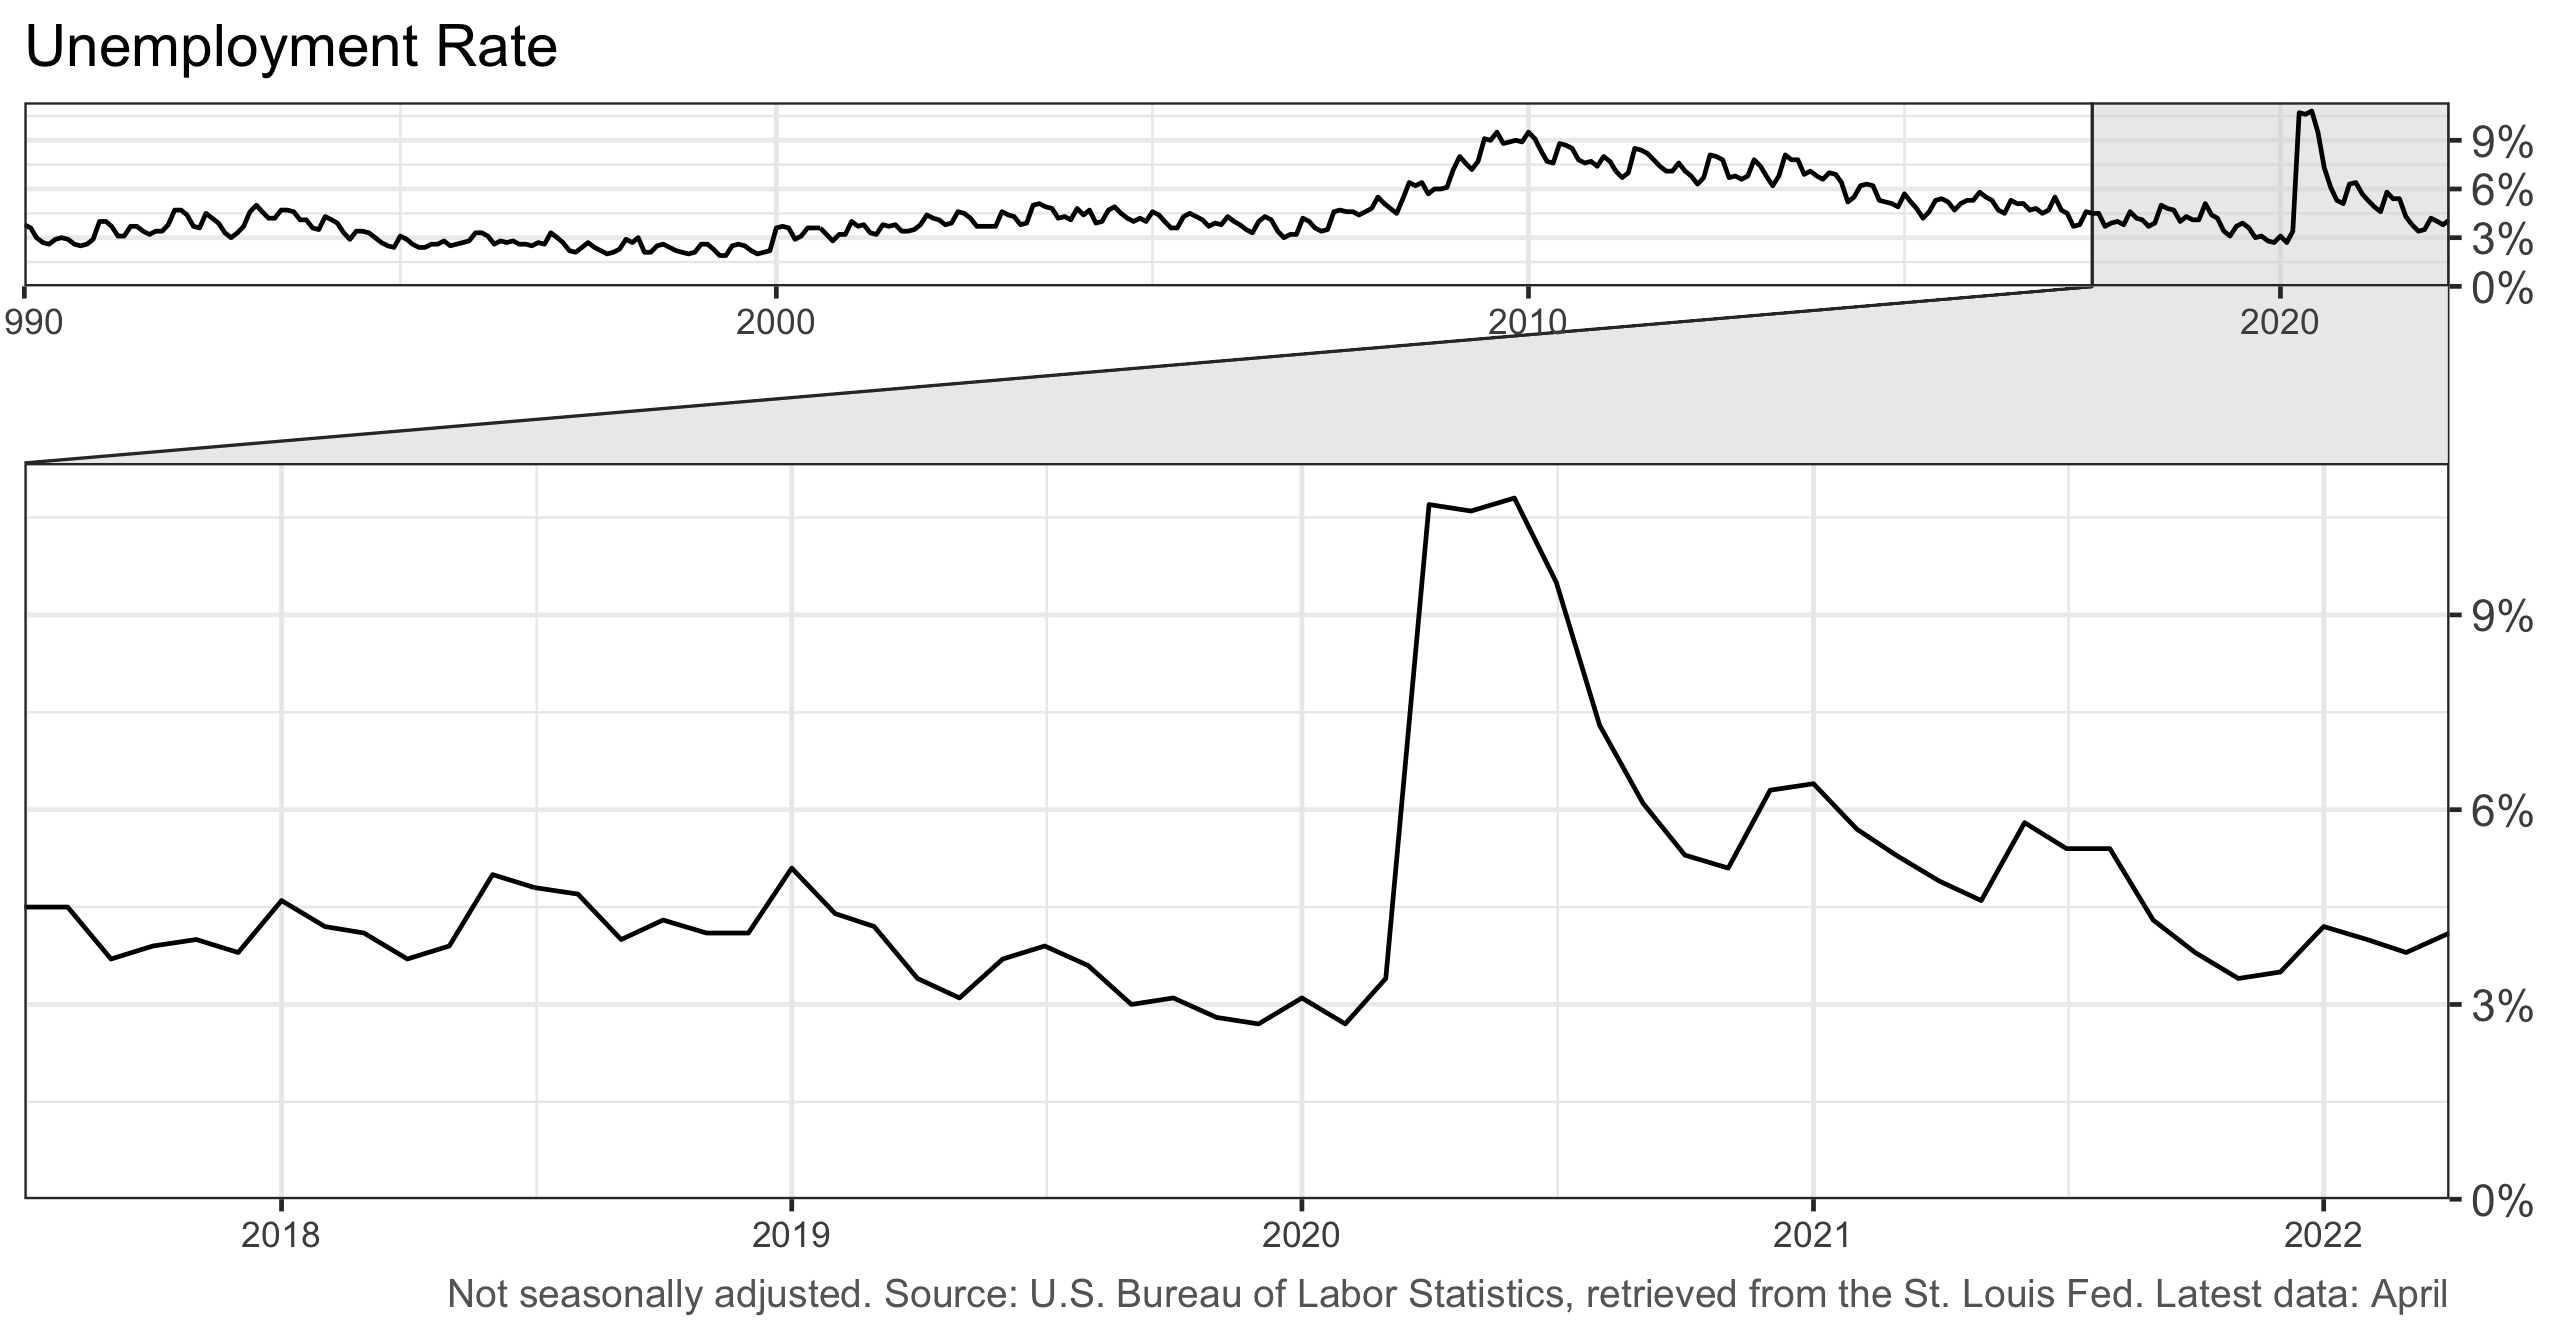 Unemployment Rate
9%
6%
3%
0%
990 2000 2010 2020
9%
6%
3%
0%
2018 2019 2020 2021 2022
Not seasonally adjusted. Source: U.S. Bureau of Labor Statistics, retrieved from the St. Louis Fed. Latest data: April